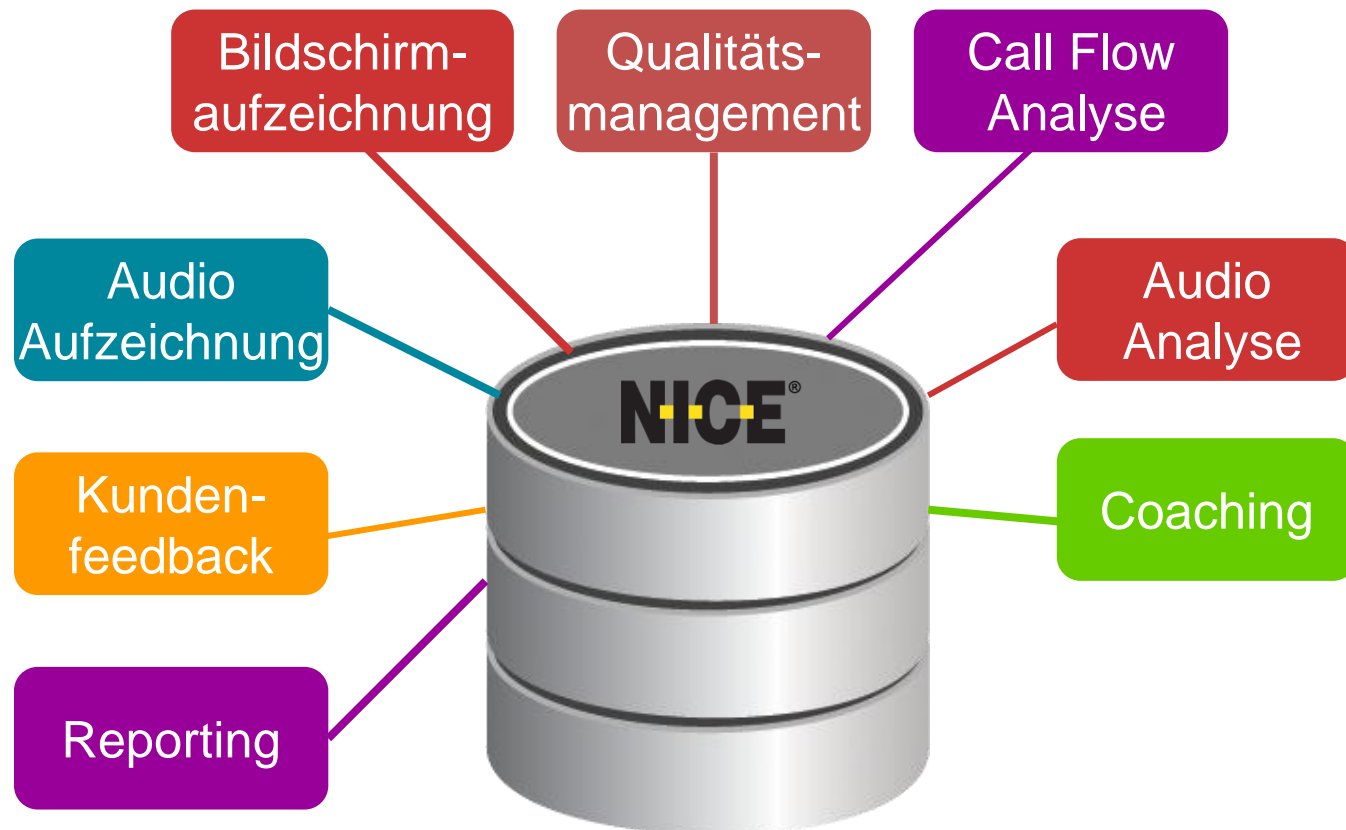 Bildschirm-
aufzeichnung
Qualitäts-
management
Call Flow
Analyse
Audio
Aufzeichnung
Audio
Analyse
NICE®
Kunden-
feedback
Coaching
Reporting